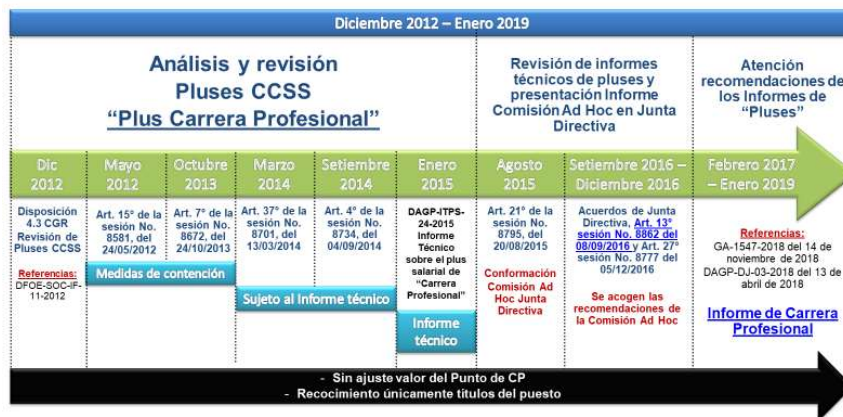 Diciembre 2012 – Enero 2019
Análisis y revisión
Pluses CCSS
“Plus Carrera Profesional”
Revisión de informes
técnicos de pluses y
presentación Informe
Comisión Ad Hoc en Junta
Directiva
Atención
recomendaciones de
los Informes de
“Pluses”
Dic
2012
Mayo
2012
Octubre
2013
Marzo
2014
Setiembre
2014
Enero
2015
Agosto
2015
Setiembre 2016 –
Diciembre 2016
Febrero 2017
– Enero 2019
Disposición
4.3 CGR
Revisión de
Pluses CCSS
Referencias:
DFOE-SOC-IF-
11-2012
Art. 15° de la
sesión No.
8581, del
24/05/2012
Art. 7° de la
sesión No.
8672, del
24/10/2013
Medidas de contención
Art. 37° de la
sesión No.
8701, del
13/03/2014
Art. 4° de la
sesión No.
8734, del
04/09/2014
Sujeto al Informe técnico
DAGP-ITPS-
24-2015
Informe
Técnico
sobre el plus
salarial de
“Carrera
Profesional”
Informe
técnico
Art. 21° de la
sesión No.
8795, del
20/08/2015
Conformación
Comisión Ad
Hoc Junta
Directiva
Acuerdos de Junta
Directiva, Art. 13°
sesión No. 8862 del
08/09/2016 y Art. 27°
sesión No. 8777 del
05/12/2016
Se acogen las
recomendaciones de
la Comisión Ad Hoc
Referencias:
GA-1547-2018 del 14 de
noviembre de 2018
DAGP-DJ-03-2018 del 13 de
abril de 2018
Informe de Carrera
Profesional
- Sin ajuste valor del Punto de CP
- Recocimiento únicamente títulos del puesto